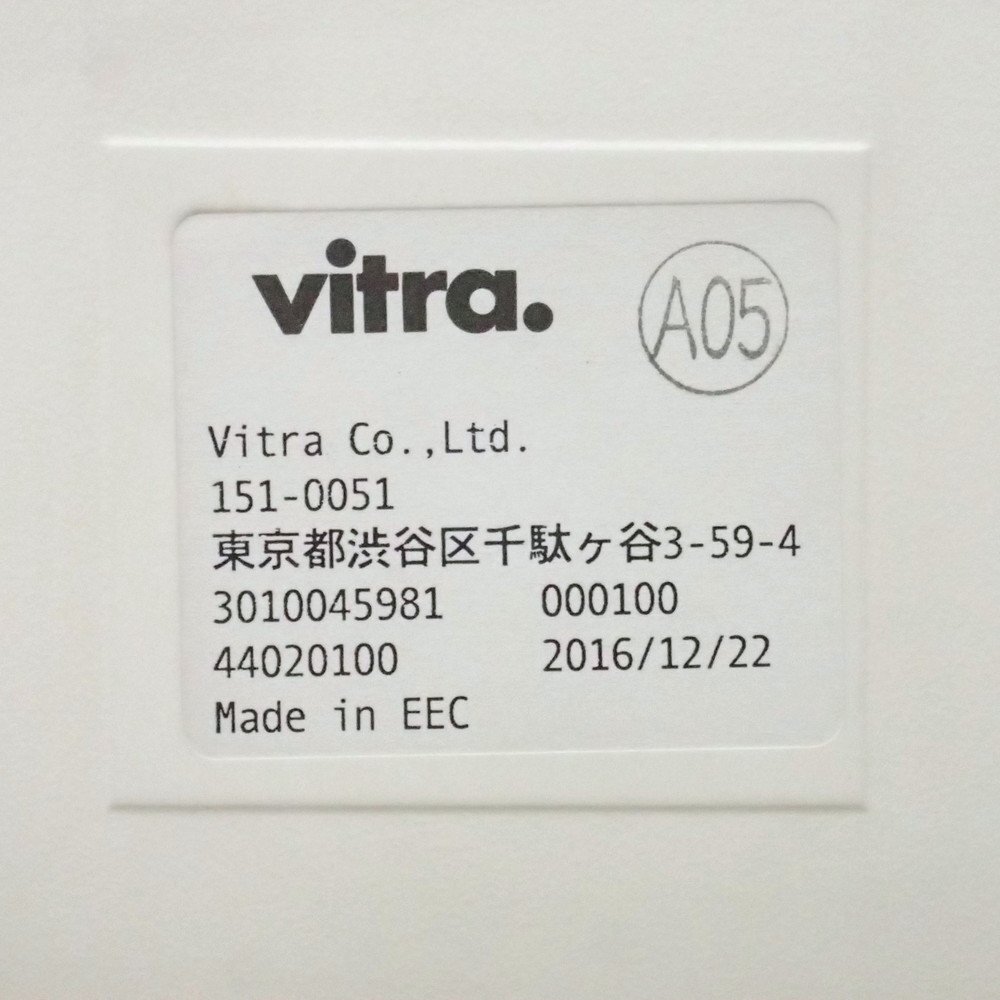 vitra.
A05
Vitra Co.,Ltd.
151-0051
東京都渋谷区千駄ヶ谷3-59-4
3010045981 000100
44020100 2016/12/22
Made in EEC